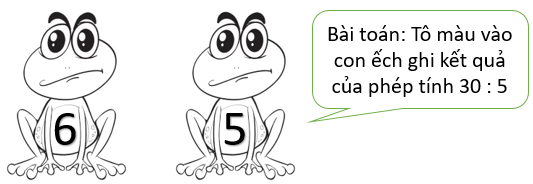 6
5
Bài toán: Tô màu vào
con ếch ghi kết quả
của phép tính 30 : 5